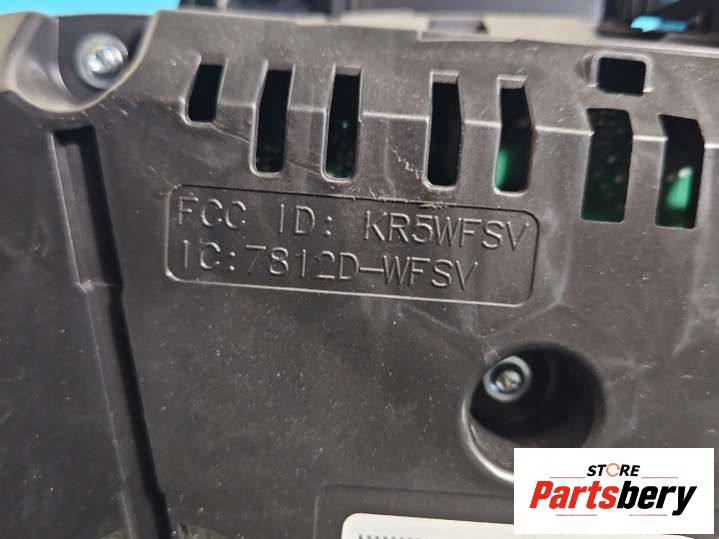 FCC ID: KR5WFSV
IC:7812D-WFSV
STORE
Partsbery